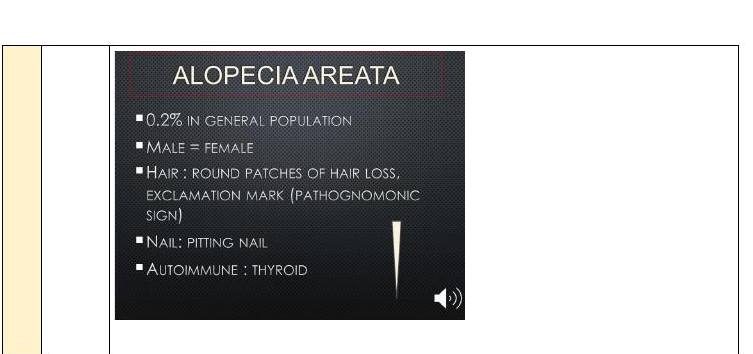 ALOPECIA AREATA
▪ 0.2% IN GENERAL POPULATION
▪ MALE = FEMALE
▪ HAIR : ROUND PATCHES OF HAIR LOSS,
EXCLAMATION MARK (PATHOGNOMONIC
SIGN)
▪ NAIL: PITTING NAIL
▪ AUTOIMMUNE : THYROID